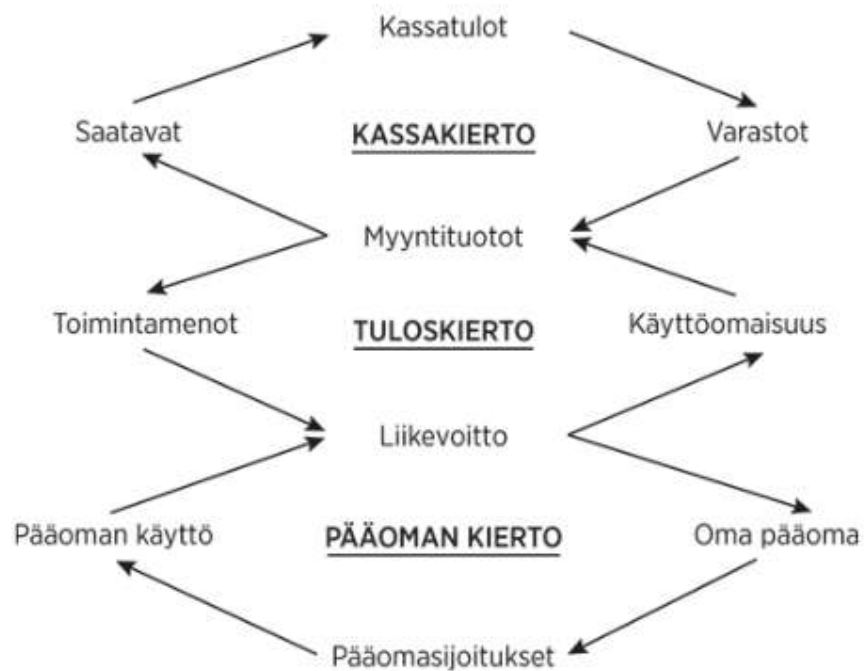 Kassatulot
Saatavat KASSAKIERTO Varastot
Myyntituotot
Toimintamenot TULOSKIERTO Käyttöomaisuus
Liikevoitto
Pääoman käyttö PÄÄOMAN KIERTO Oma pääoma
Pääomasijoitukset